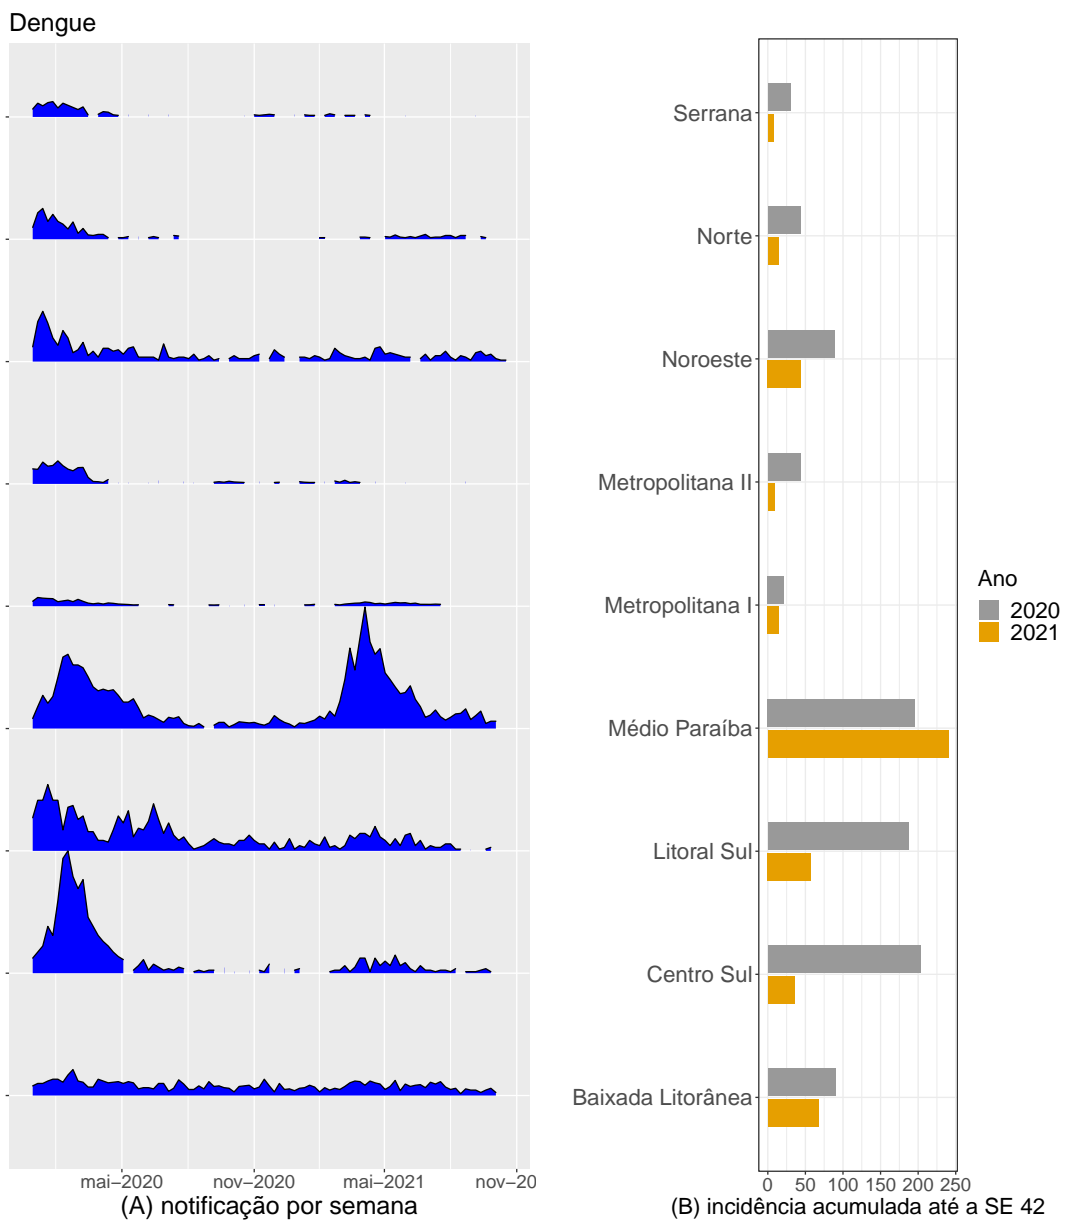 Dengue
Serrana
Norte
Noroeste
Metropolitana II
Metropolitana I
Médio Paraíba
Litoral Sul
Centro Sul
Baixada Litorânea
Ano
2020
2021
mai–2020 nov–2020 mai–2021 nov–20
0 50 100 150 200 250
(A) notificação por semana
(B) incidência acumulada até a SE 42